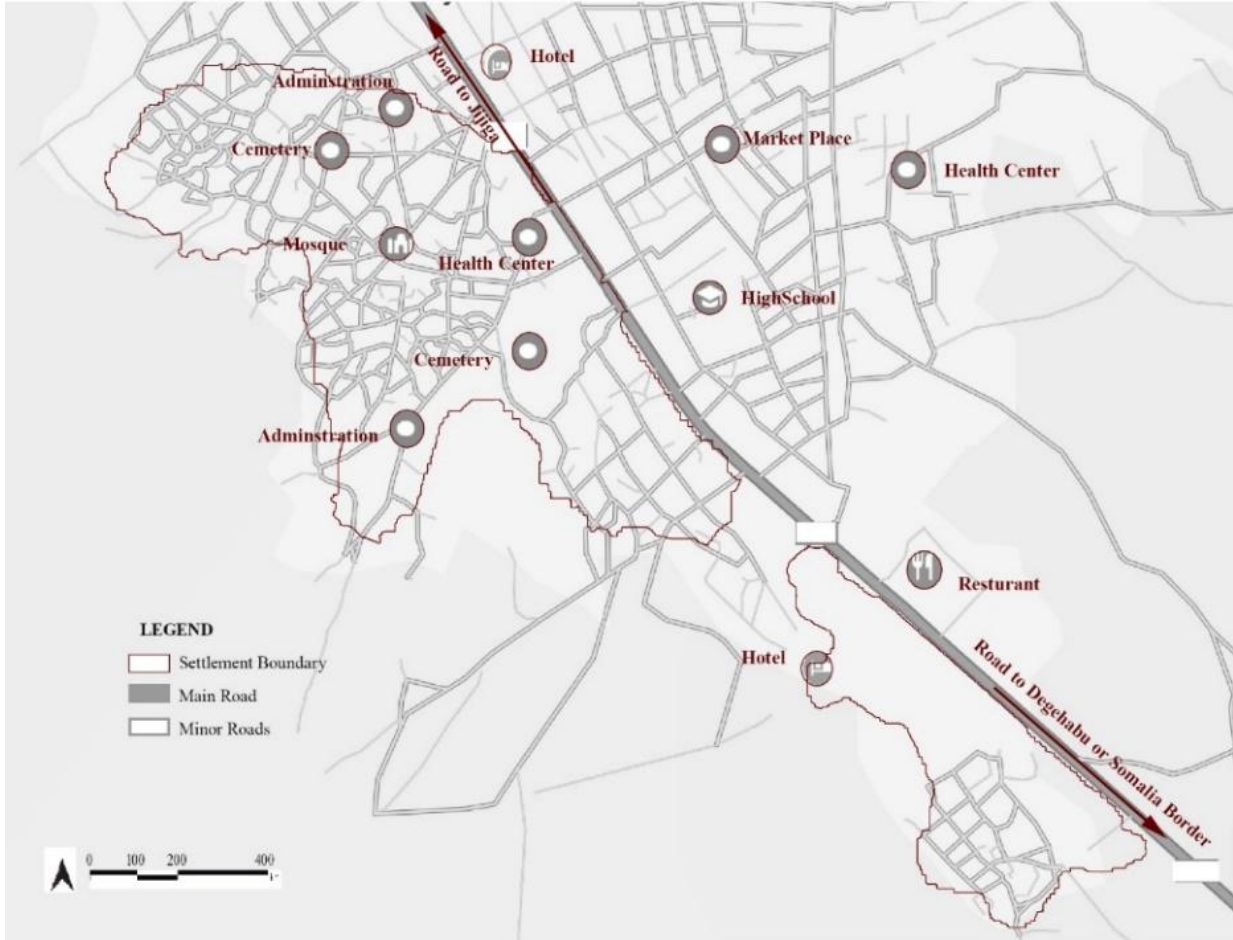 Hotel
Adminstration
Road to Jijiga
Market Place
Cemetery
Health Center
Mosque
Health Center
HighSchool
Cemetery
Adminstration
Resturant
LEGEND
Settlement Boundary
Hotel
Main Road
Road to Degehabu or Somalia Border
Minor Roads
0 100 200 400